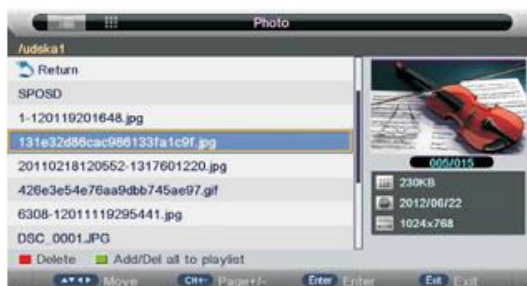 Photo
/udska1
Return
SPOSD
1-120119201648.jpg
131e32d86cac986133fa1c9f.jpg
20110218120552-1317601220.jpg
426e3e54e76aa9dbb745ae97.gif
6308-12011119295441.jpg
DSC_0001.JPG
005/015
230KB
2012/06/22
1024x768
Delete Add/Del all to playlist
Move CH+- Page+/- Enter Enter Exit Exit